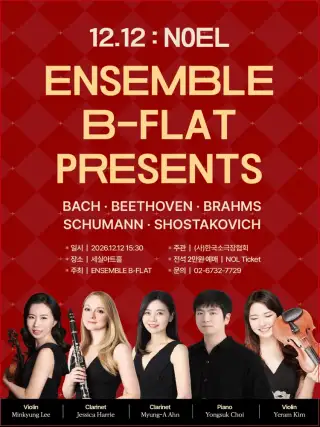 12.12 : NOEL
ENSEMBLE
B-FLAT
PRESENTS
BACH · BEETHOVEN · BRAHMS
SCHUMANN · SHOSTAKOVICH
일시 | 2026.12.12 15:30
주관 | (사)한국소극장협회
장소 | 세실아트홀
전석 2만원·예매 | NOL Ticket
주최 | ENSEMBLE B-FLAT
문의 | 02-6732-7729
Violin
Minkyung Lee
Clarinet
Jessica Harrie
Clarinet
Myung-A Ahn
Piano
Yongsuk Choi
Violin
Yeram Kim